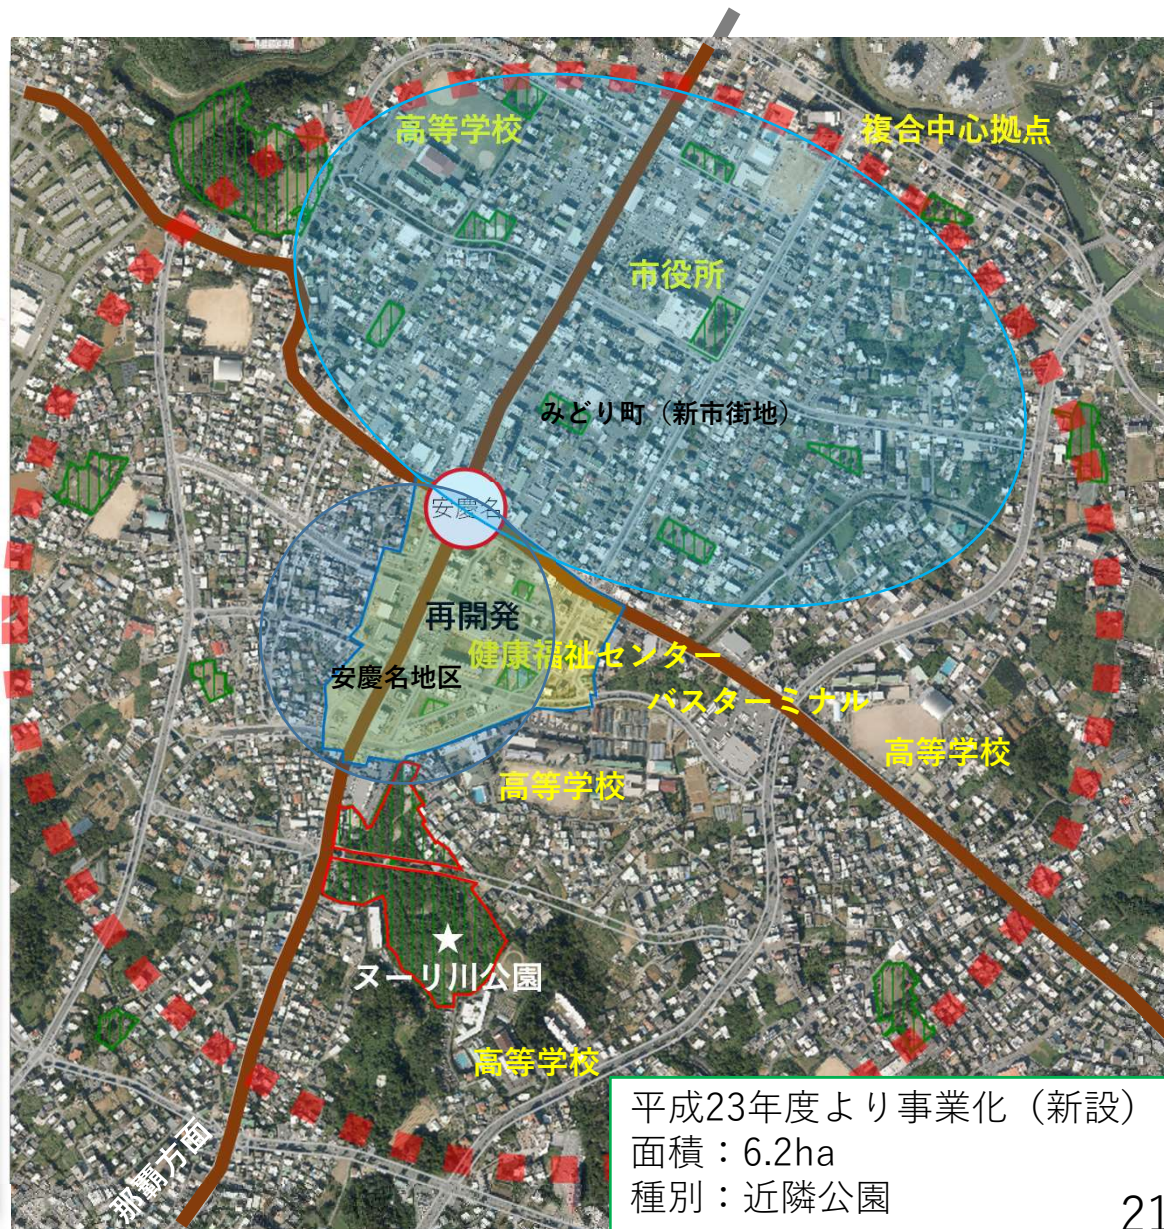 高等学校
複合中心拠点
市役所
みどり町（新市街地）
安慶名
再開発
健康福祉センター
安慶名地区
バスターミナル
高等学校
高等学校
ヌーリ川公園
高等学校
那覇方面
平成23年度より事業化（新設）
面積：6.2ha
種別：近隣公園
21